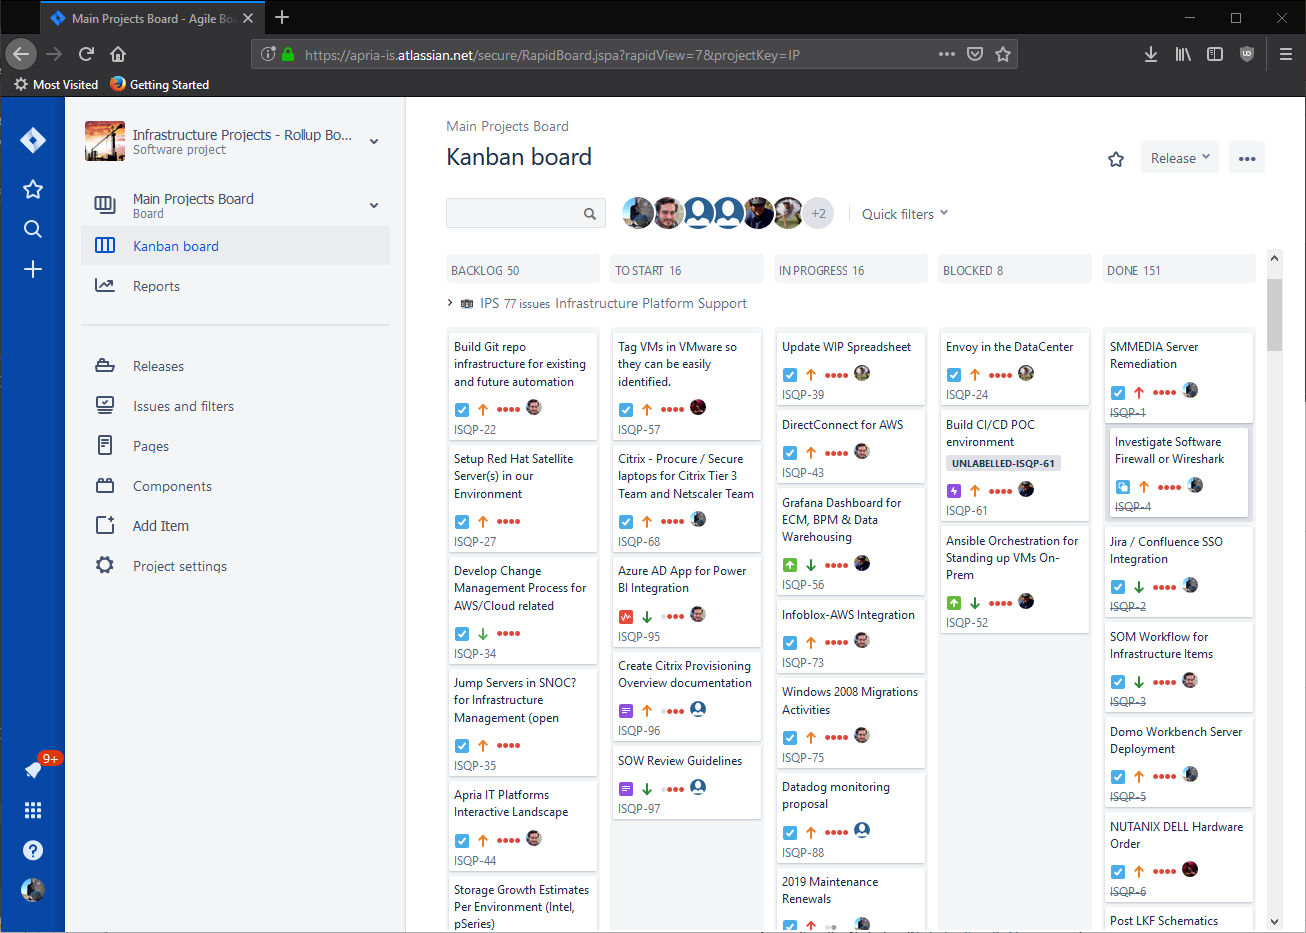 Main Projects Board - Agile Bo
https://apria-is.atlassian.net/secure/RapidBoard.jspa?rapidView=7&projectKey=IP
Most Visited
Getting Started
Infrastructure Projects - Rollup Bo...
Software project
Main Projects Board
Board
Kanban board
Reports
Releases
Issues and filters
Pages
Components
Add Item
Project settings
9+
Main Projects Board
Kanban board
Release
+2
Quick filters
BACKLOG 50
TO START 16
IN PROGRESS 16
BLOCKED 8
DONE 151
IPS 77 issues Infrastructure Platform Support
Build Git repo
infrastructure for existing
and future automation
ISQP-22
Setup Red Hat Satellite
Server(s) in our
Environment
ISQP-27
Develop Change
Management Process for
AWS/Cloud related
ISQP-34
Jump Servers in SNOC?
for Infrastructure
Management (open
ISQP-35
Apria IT Platforms
Interactive Landscape
ISQP-44
Storage Growth Estimates
Per Environment (Intel,
pSeries)
Tag VMs in VMware so
they can be easily
identified.
ISQP-57
Citrix - Procure / Secure
laptops for Citrix Tier 3
Team and Netscaler Team
ISQP-68
Azure AD App for Power
BI Integration
ISQP-95
Create Citrix Provisioning
Overview documentation
ISQP-96
SOW Review Guidelines
ISQP-97
Update WIP Spreadsheet
ISQP-39
DirectConnect for AWS
ISQP-43
Grafana Dashboard for
ECM, BPM & Data
Warehousing
ISQP-56
Infoblox-AWS Integration
ISQP-73
Windows 2008 Migrations
Activities
ISQP-75
Datadog monitoring
proposal
ISQP-88
2019 Maintenance
Renewals
Envoy in the DataCenter
ISQP-24
Build CI/CD POC
environment
UNLABELLED-ISQP-61
ISQP-61
Ansible Orchestration for
Standing up VMs On-
Prem
ISQP-52
SMMEDIA Server
Remediation
ISQP-1
Investigate Software
Firewall or Wireshark
ISQP-4
Jira / Confluence SSO
Integration
ISQP-2
SOM Workflow for
Infrastructure Items
ISQP-3
Domo Workbench Server
Deployment
ISQP-5
NUTANIX DELL Hardware
Order
ISQP-6
Post LKF Schematics